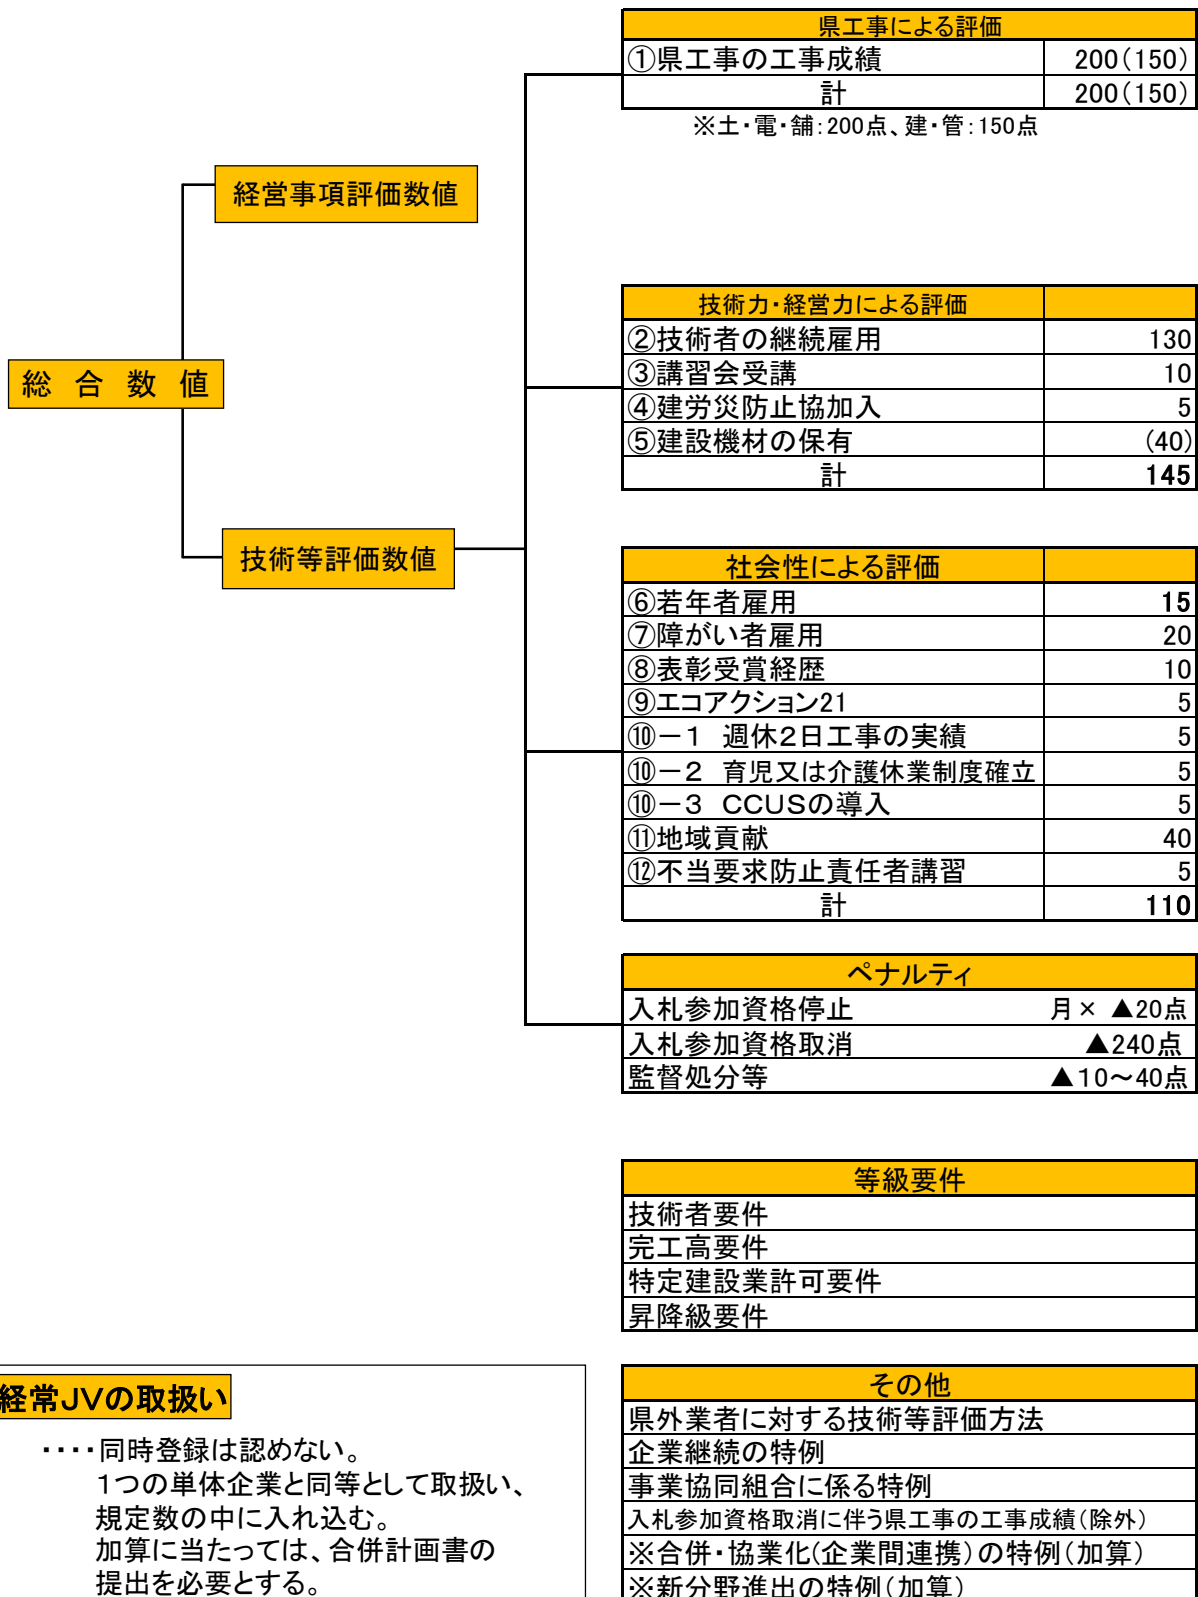 県工事による評価
①県工事の工事成績 200(150)
計 200(150)
※土・電・舗:200点、建・管:150点
経営事項評価数値
総合数値
技術等評価数値
技術力・経営力による評価
②技術者の継続雇用 130
③講習会受講 10
④建労災防止協加入 5
⑤建設機材の保有 (40)
計 145
社会性による評価
⑥若年者雇用 15
⑦障がい者雇用 20
⑧表彰受賞経歴 10
⑨エコアクション21 5
⑩-1 週休2日工事の実績 5
⑩-2 育児又は介護休業制度確立 5
⑩-3 CCUSの導入 5
⑪地域貢献 40
⑫不当要求防止責任者講習 5
計 110
ペナルティ
入札参加資格停止 月× ▲20点
入札参加資格取消 ▲240点
監督処分等 ▲10~40点
等級要件
技術者要件
完工高要件
特定建設業許可要件
昇降級要件
経常JVの取扱い
・・・・同時登録は認めない。
1つの単体企業と同等として取扱い、
規定数の中に入れ込む。
加算に当たっては、合併計画書の
提出を必要とする。
その他
県外業者に対する技術等評価方法
企業継続の特例
事業協同組合に係る特例
入札参加資格取消に伴う県工事の工事成績(除外)
※合併・協業化(企業間連携)の特例(加算)
※新分野進出の特例(加算)